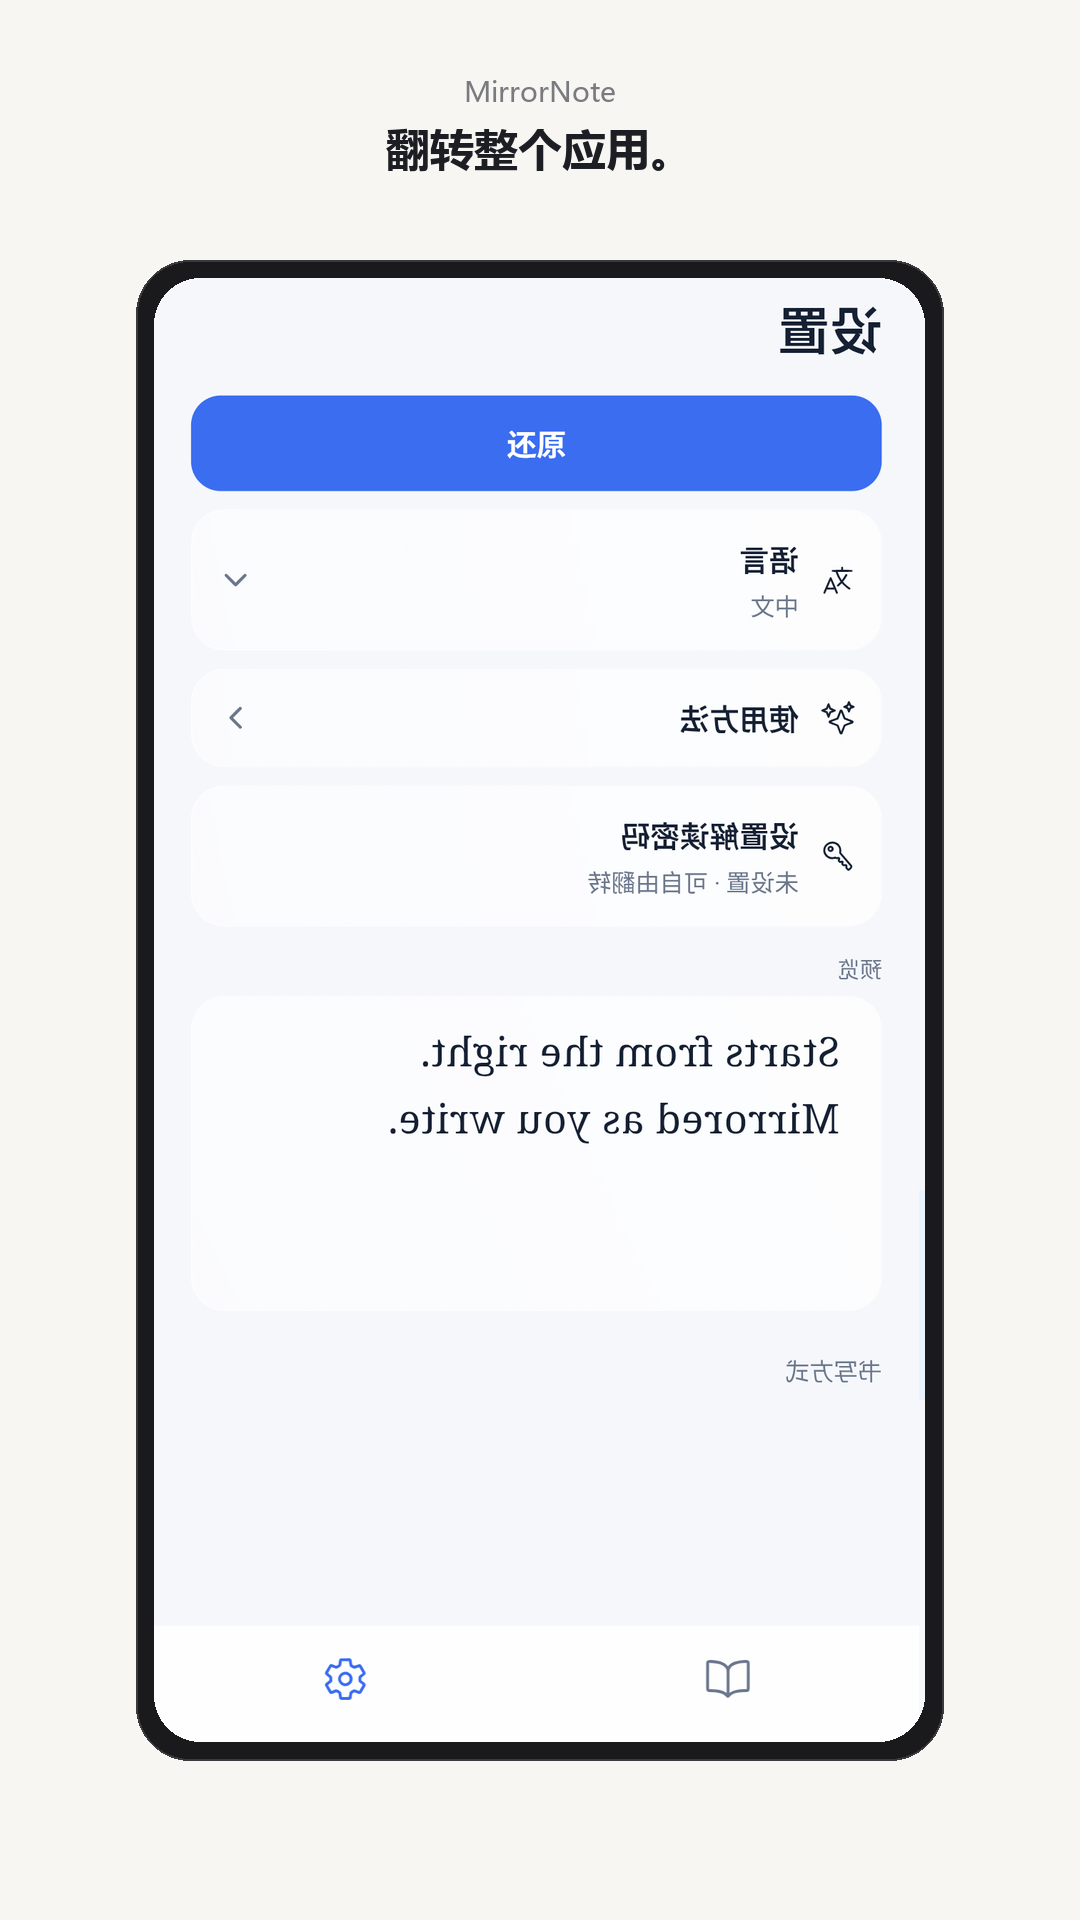 MirrorNote
翻转整个应用。
设置
还原
语言
中文
使用方法
设置解读密码
未设置 · 可自由翻转
预览
Starts from the right.
Mirrored as you write.
书写方式